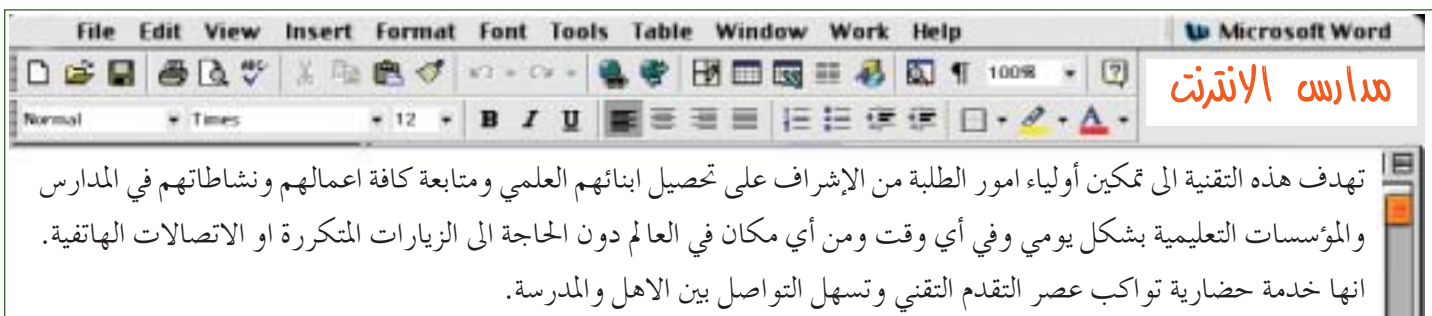 File Edit View Insert Format Font Tools Table Window Work Help Microsoft Word
100%
مدارس الانترنت
Normal Times 12 B I U A
تهدف هذه التقنية الى تمكين أولياء امور الطلبة من الإشراف على تحصيل ابنائهم العلمي ومتابعة كافة اعمالهم ونشاطاتهم في المدارس
والمؤسسات التعليمية بشكل يومي وفي أي وقت ومن أي مكان في العالم دون الحاجة الى الزيارات المتكررة او الاتصالات الهاتفية.
انها خدمة حضارية تواكب عصر التقدم التقني وتسهل التواصل بين الاهل والمدرسة.